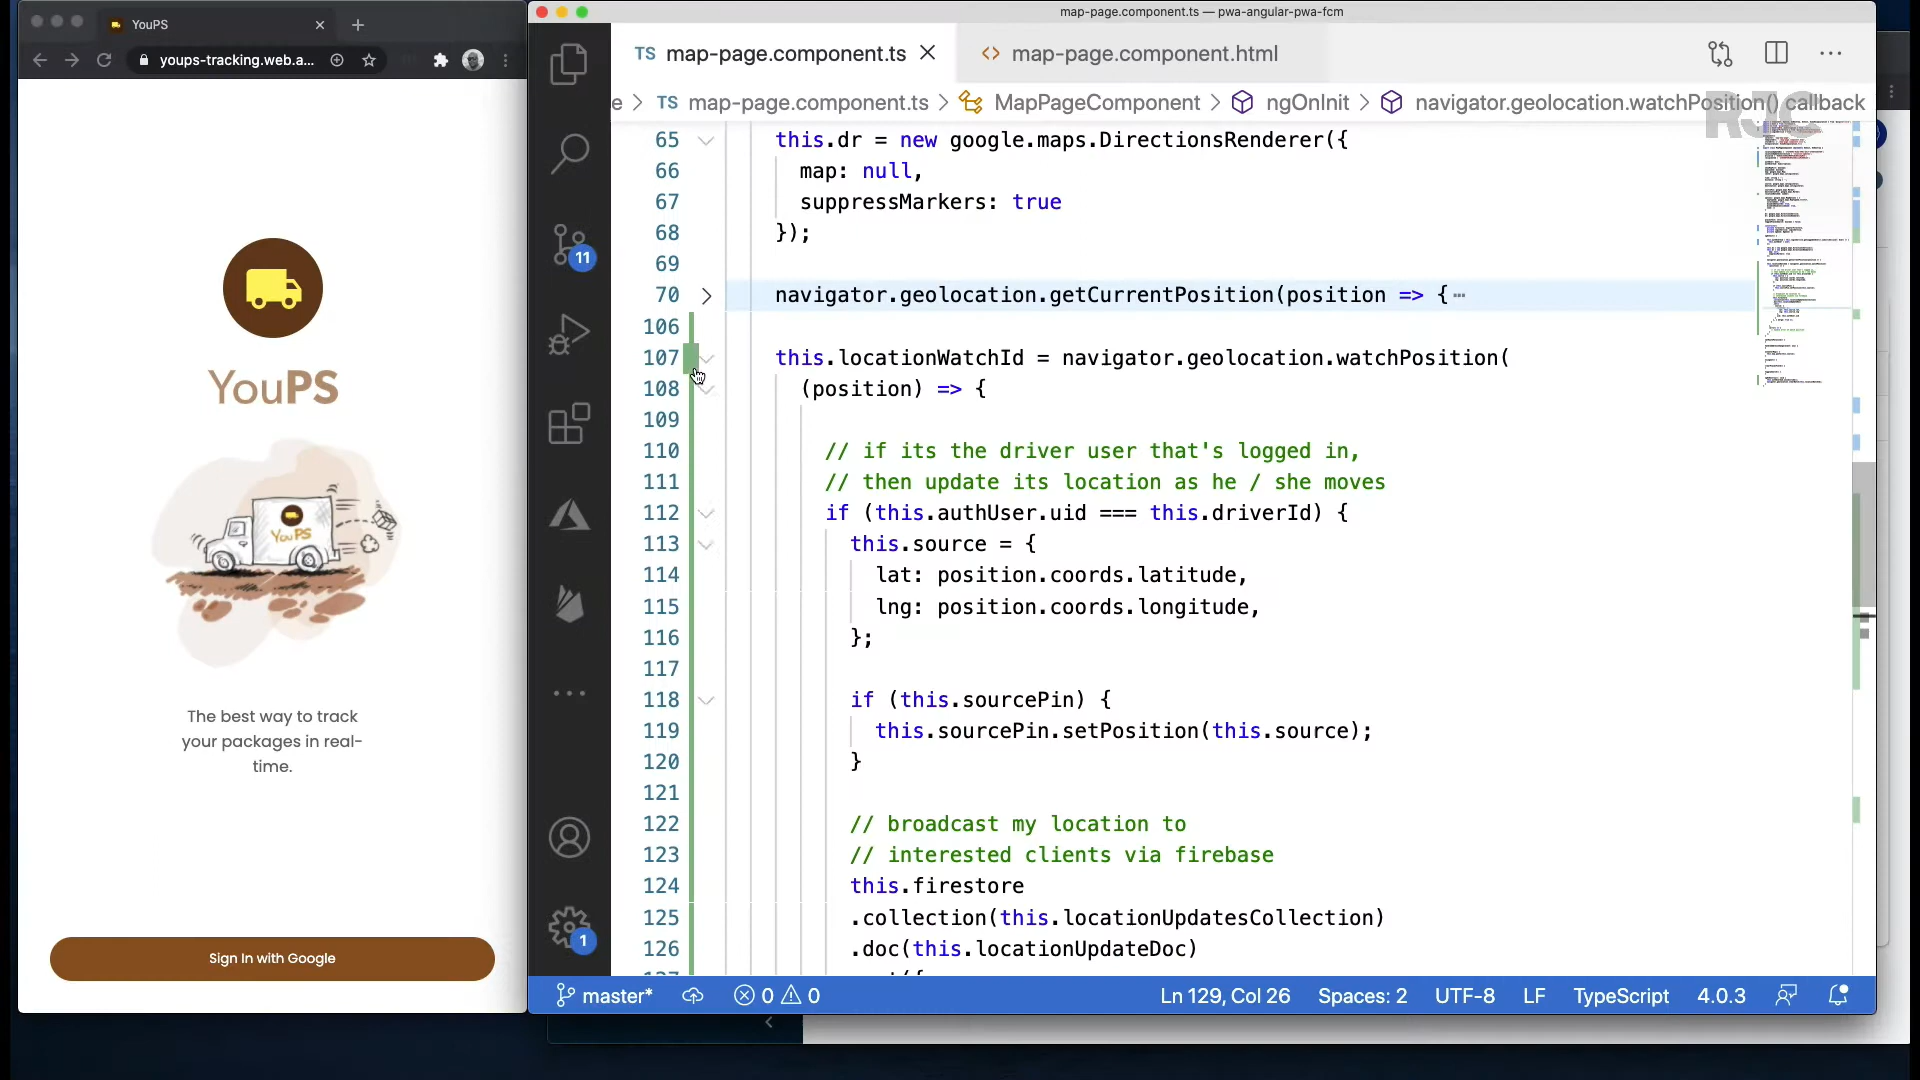 YouPS
youps-tracking.web.a...
YouPS
YouPS
The best way to track
your packages in real-
time.
Sign In with Google
map-page.component.ts — pwa-angular-pwa-fcm
TS map-page.component.ts
<> map-page.component.html
e > TS map-page.component.ts > MapPageComponent > ngOnInit > navigator.geolocation.watchPosition() callback
RJC
11
1
65 this.dr = new google.maps.DirectionsRenderer({
66 map: null,
67 suppressMarkers: true
68 });
69
70 navigator.geolocation.getCurrentPosition(position => {
106
107 this.locationWatchId = navigator.geolocation.watchPosition(
108 (position) => {
109
110 // if its the driver user that's logged in,
111 // then update its location as he / she moves
112 if (this.authUser.uid === this.driverId) {
113 this.source = {
114 lat: position.coords.latitude,
115 lng: position.coords.longitude,
116 };
117
118 if (this.sourcePin) {
119 this.sourcePin.setPosition(this.source);
120 }
121
122 // broadcast my location to
123 // interested clients via firebase
124 this.firestore
125 .collection(this.locationUpdatesCollection)
126 .doc(this.locationUpdateDoc)
master* 0 0 Ln 129, Col 26 Spaces: 2 UTF-8 LF TypeScript 4.0.3